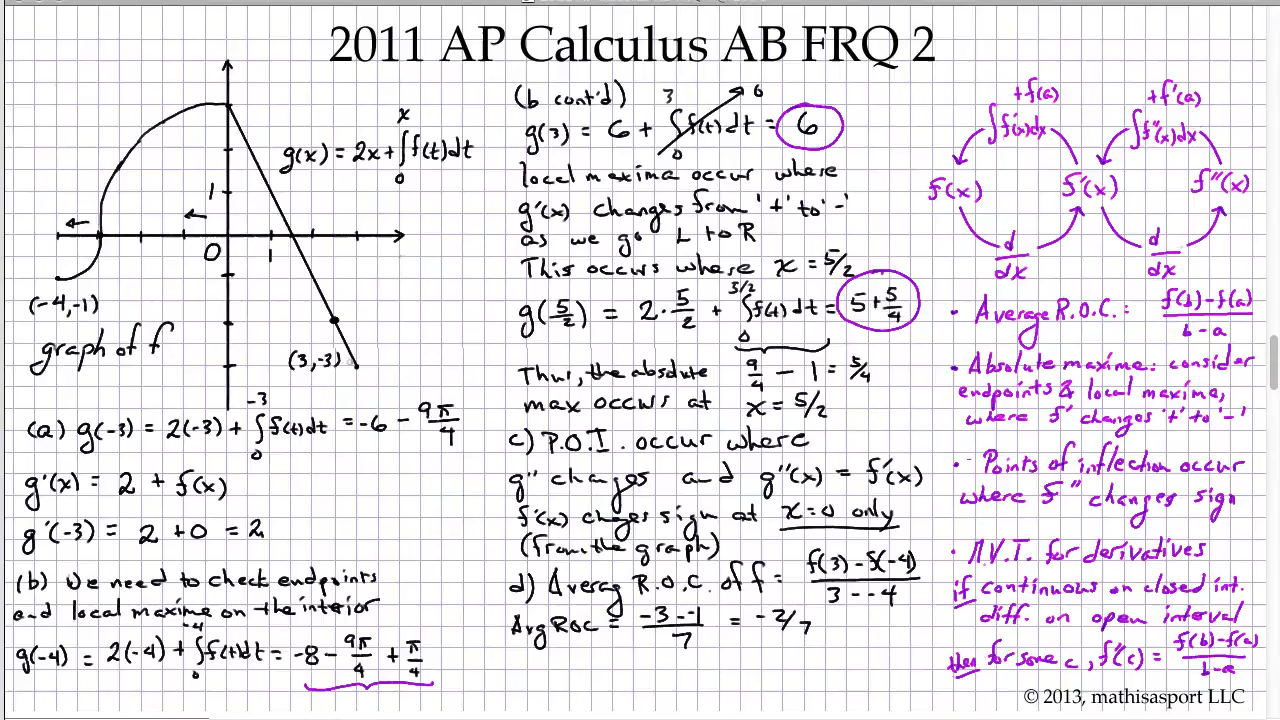 2011 AP Calculus AB FRQ 2
g(x) = 2x + ∫₀ˣ f(t)dt
1
0
1
(-4,-1)
graph of f
(3,-3)
(a) g(-3) = 2(-3) + ∫₀⁻³ f(t)dt = -6 - 9π/4
g'(x) = 2 + f(x)
g'(-3) = 2 + 0 = 2
(b) We need to check endpoints
and local maxima on the interior
g(-4) = 2(-4) + ∫₀⁻⁴ f(t)dt = -8 - 9π/4 + π/4
(b cont'd)
g(3) = 6 + ∫₀³ f(t)dt = 6
0
local maxima occur where
g'(x) changes from '+' to '-'
as we go L to R
This occurs where x = 5/2
g(5/2) = 2·5/2 + ∫₀^5/2 f(t)dt = 5 + 5/4
9/4 - 1 = 5/4
Thus, the absolute
max occurs at x = 5/2
c) P.O.I. occur where
g'' changes and g''(x) = f'(x)
f'(x) chages sign at x=0 only
(from the graph)
d) Averag R.O.C. of f = f(3) - f(-4) / 3 - -4
Avg ROC = -3 - -1 / 7 = -2/7
+f(a)
∫f'(x)dx
+f'(a)
∫f''(x)dx
f(x) f'(x) f''(x)
d/dx d/dx
• Average R.O.C.: f(b)-f(a) / b-a
• Absolute maxima: consider
endpoints & local maxima,
where f' changes '+' to '-'
• Points of inflection occur
where f'' changes sign
• M.V.T. for derivatives
if continuous on closed int.
diff. on open interval
then for some c, f'(c) = f(b)-f(a) / b-a
© 2013, mathisasport LLC